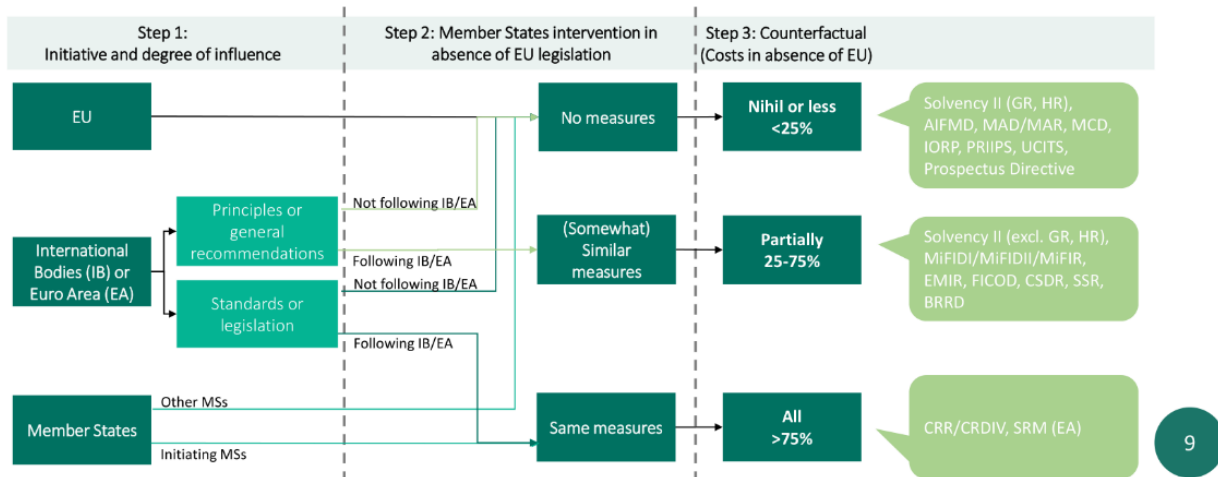 Step 1:
Initiative and degree of influence
Step 2: Member States intervention in
absence of EU legislation
Step 3: Counterfactual
(Costs in absence of EU)
EU
No measures
Nihil or less
<25%
Solvency II (GR, HR),
AIFMD, MAD/MAR, MCD,
IORP, PRIIPS, UCITS,
Prospectus Directive
International
Bodies (IB) or
Euro Area (EA)
Principles or
general
recommendations
Not following IB/EA
Following IB/EA
(Somewhat)
Similar
measures
Partially
25-75%
Solvency II (excl. GR, HR),
MiFIDI/MiFIDII/MiFIR,
EMIR, FICOD, CSDR, SSR,
BRRD
Standards or
legislation
Not following IB/EA
Following IB/EA
Member States
Other MSs
Initiating MSs
Same measures
All
>75%
CRR/CRDIV, SRM (EA)
9